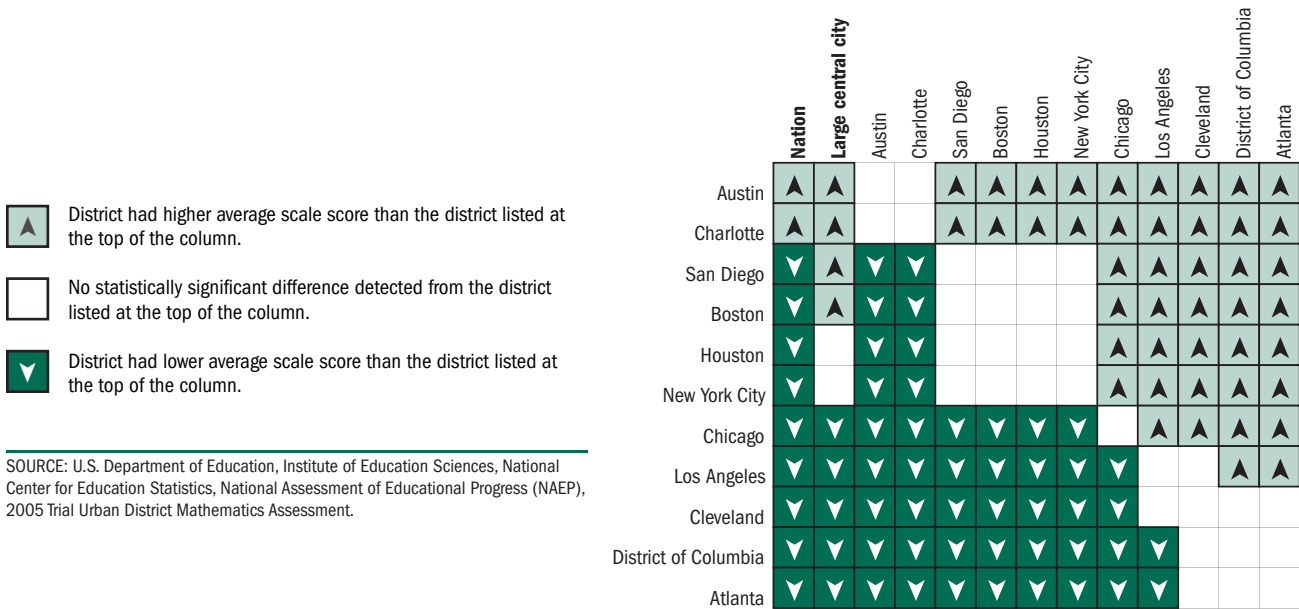 District had higher average scale score than the district listed at
the top of the column.
No statistically significant difference detected from the district
listed at the top of the column.
District had lower average scale score than the district listed at
the top of the column.
SOURCE: U.S. Department of Education, Institute of Education Sciences, National
Center for Education Statistics, National Assessment of Educational Progress (NAEP),
2005 Trial Urban District Mathematics Assessment.
Nation
Large central city
Austin
Charlotte
San Diego
Boston
Houston
New York City
Chicago
Los Angeles
Cleveland
District of Columbia
Atlanta
Austin
Charlotte
San Diego
Boston
Houston
New York City
Chicago
Los Angeles
Cleveland
District of Columbia
Atlanta